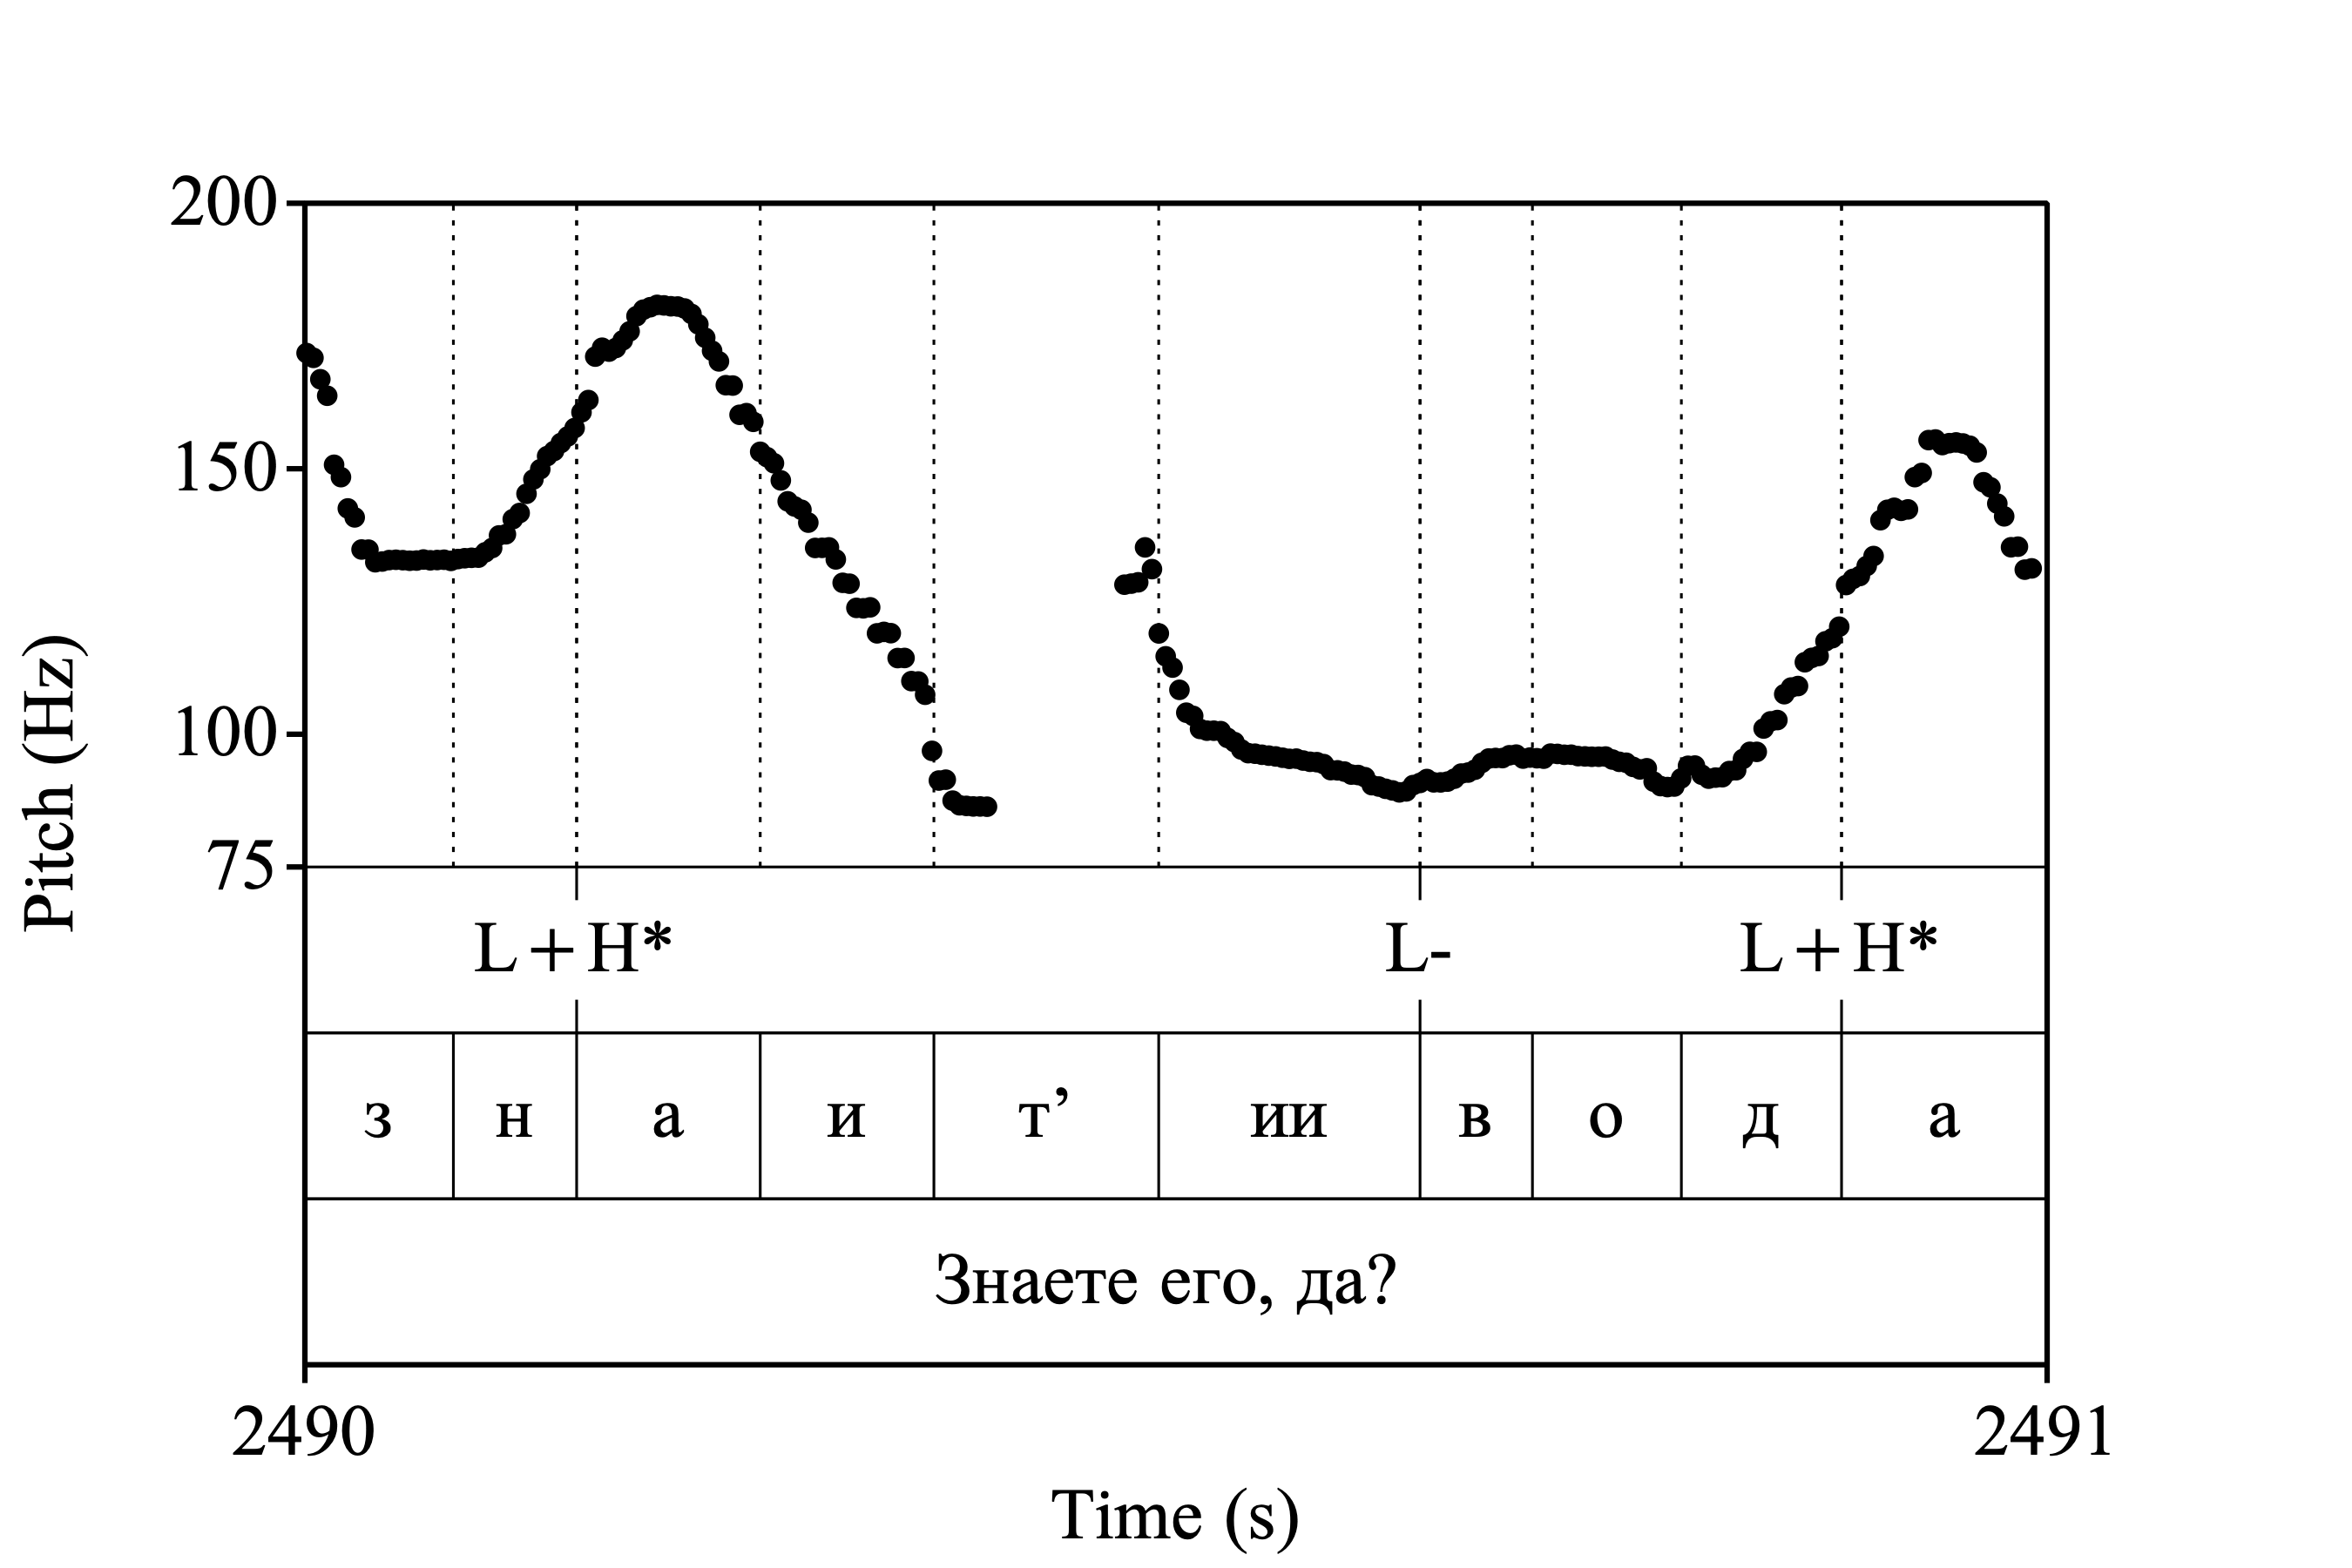 200
150
100
75
Pitch (Hz)
L + H* L- L + H*
з н а и т’ ии в о д а
Знаете его, да?
2490 2491
Time (s)